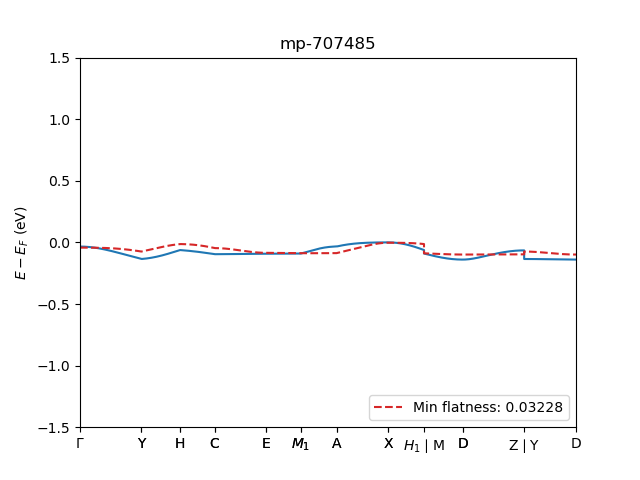 mp-707485
1.5
1.0
0.5
0.0
−0.5
−1.0
−1.5
E − E_F (eV)
Min flatness: 0.03228
Γ Y H C E M₁ A X H₁ | M D Z | Y D